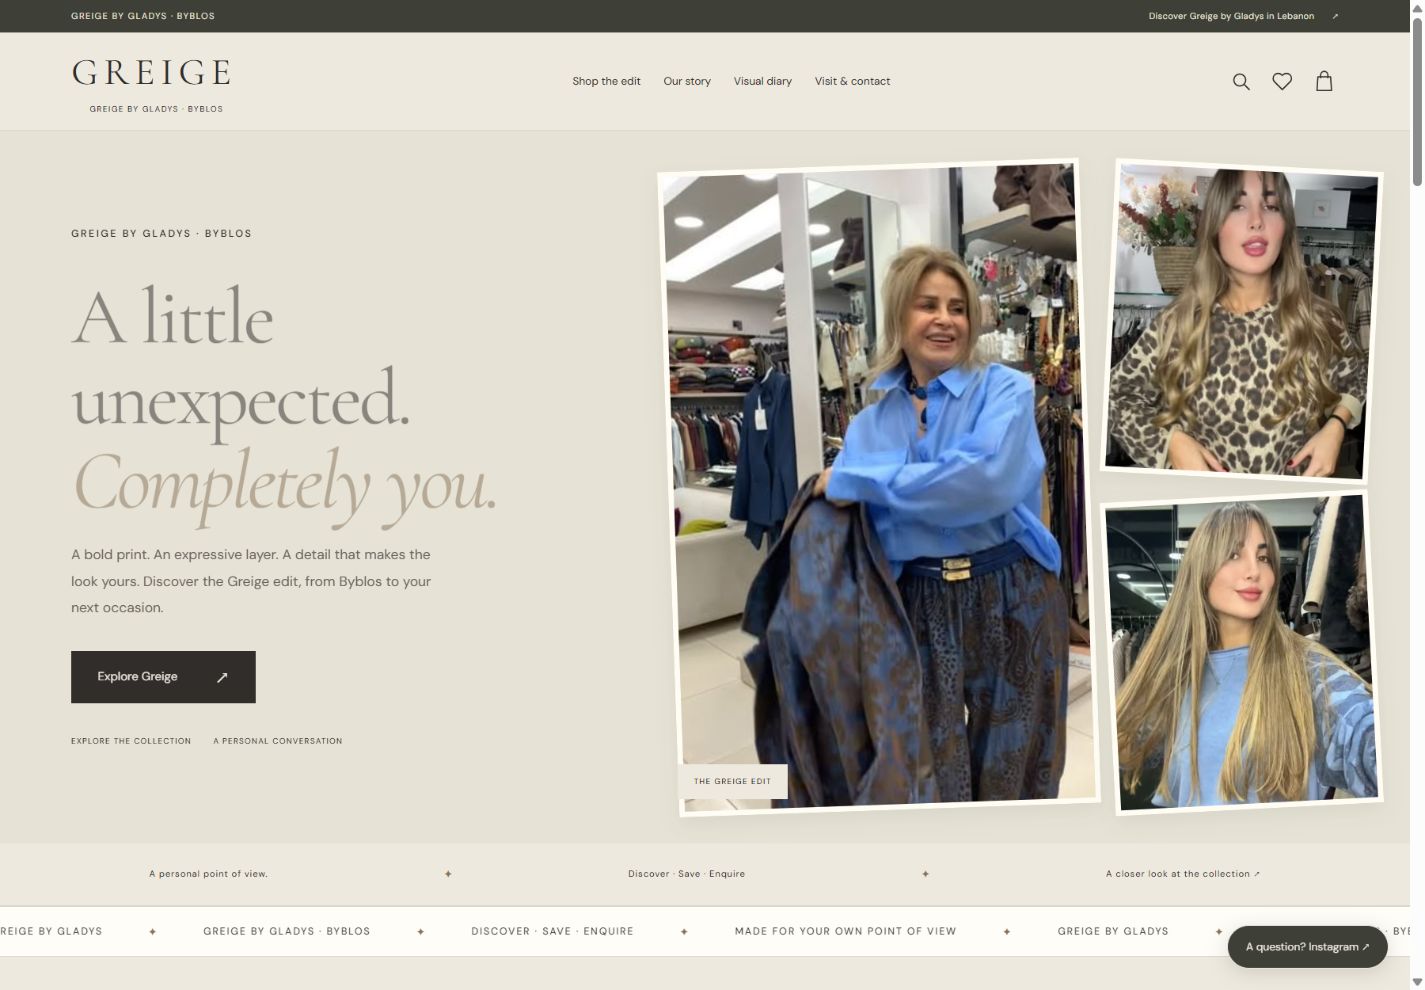 GREIGE BY GLADYS · BYBLOS
Discover Greige by Gladys in Lebanon ↗
GREIGE
GREIGE BY GLADYS · BYBLOS
Shop the edit
Our story
Visual diary
Visit & contact
GREIGE BY GLADYS · BYBLOS
A little
unexpected.
Completely you.
A bold print. An expressive layer. A detail that makes the
look yours. Discover the Greige edit, from Byblos to your
next occasion.
Explore Greige ↗
EXPLORE THE COLLECTION
A PERSONAL CONVERSATION
THE GREIGE EDIT
A personal point of view.
✦
Discover · Save · Enquire
✦
A closer look at the collection ↗
REIGE BY GLADYS ✦ GREIGE BY GLADYS · BYBLOS ✦ DISCOVER · SAVE · ENQUIRE ✦ MADE FOR YOUR OWN POINT OF VIEW ✦ GREIGE BY GLADYS ✦
A question? Instagram ↗